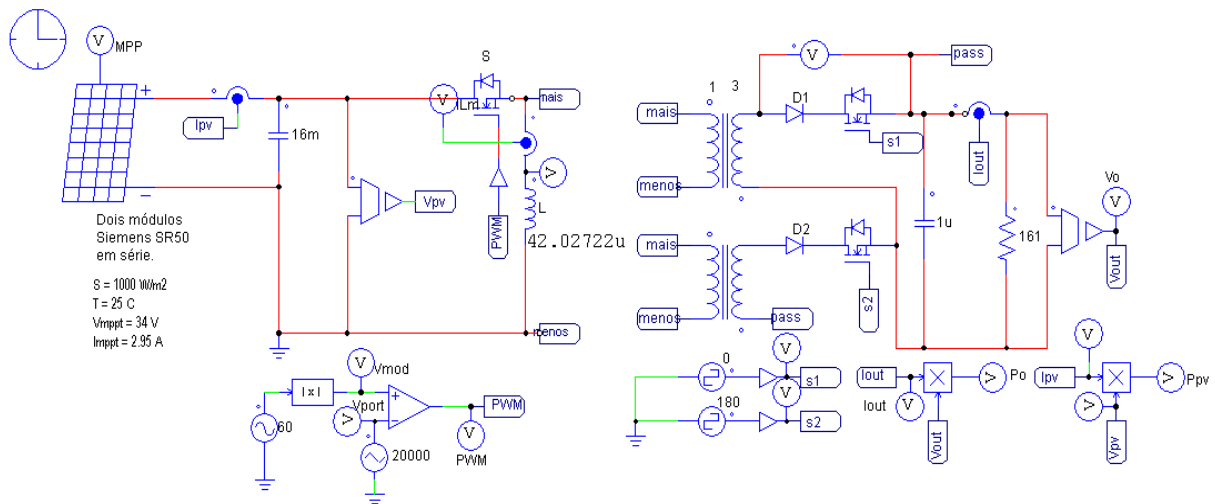 V
MPP
+
Ipv
16m
−
Dois módulos
Siemens SR50
em série.
S = 1000 W/m2
T = 25 C
Vmppt = 34 V
Imppt = 2.95 A
Vpv
S
V
ILm
mais
PWM
V
L
42.02722u
menos
V
Vmod
60
|x|
Vport
V
+
−
20000
PWM
V
PWM
1 3
mais
menos
V
pass
D1
s1
Iout
1u
161
Vo
V
Vout
mais
menos
D2
s2
pass
0
V
s1
180
V
s2
Iout
V
Iout
Vout
V
Po
V
Ipv
V
Vpv
V
Ppv